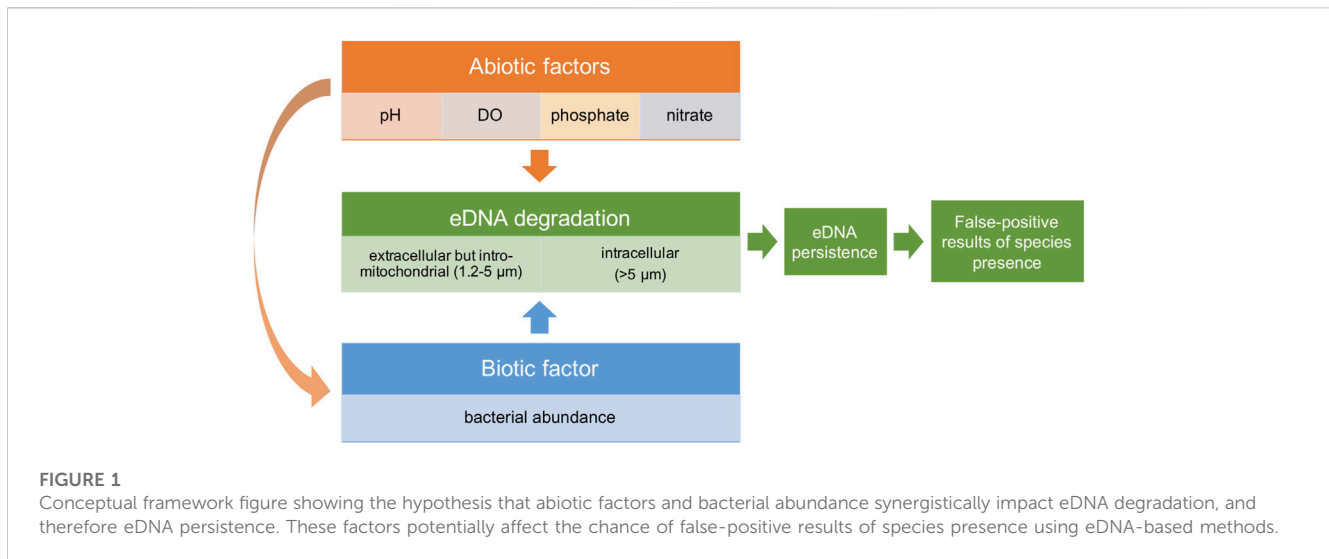 Abiotic factors
pH
DO
phosphate
nitrate
eDNA degradation
extracellular but intro-
mitochondrial (1.2-5 μm)
intracellular
(>5 μm)
eDNA
persistence
False-positive
results of species
presence
Biotic factor
bacterial abundance
FIGURE 1
Conceptual framework figure showing the hypothesis that abiotic factors and bacterial abundance synergistically impact eDNA degradation, and
therefore eDNA persistence. These factors potentially affect the chance of false-positive results of species presence using eDNA-based methods.